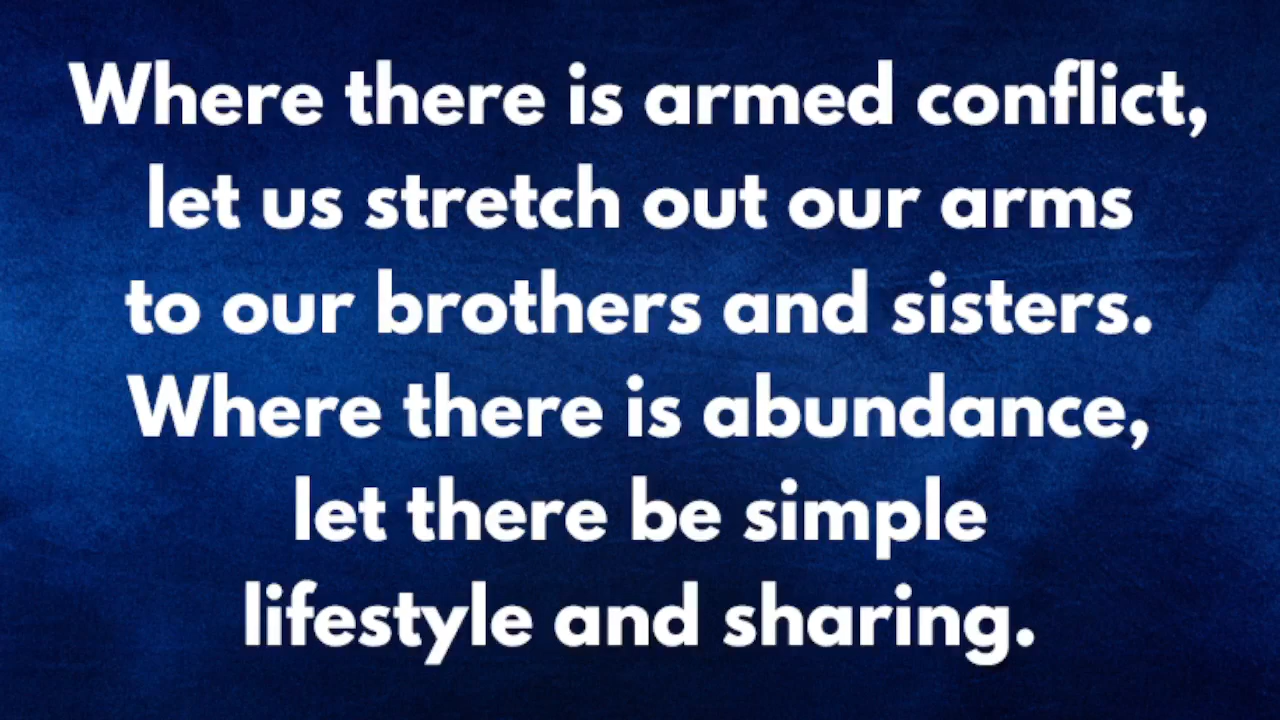 Where there is armed conflict,
let us stretch out our arms
to our brothers and sisters.
Where there is abundance,
let there be simple
lifestyle and sharing.